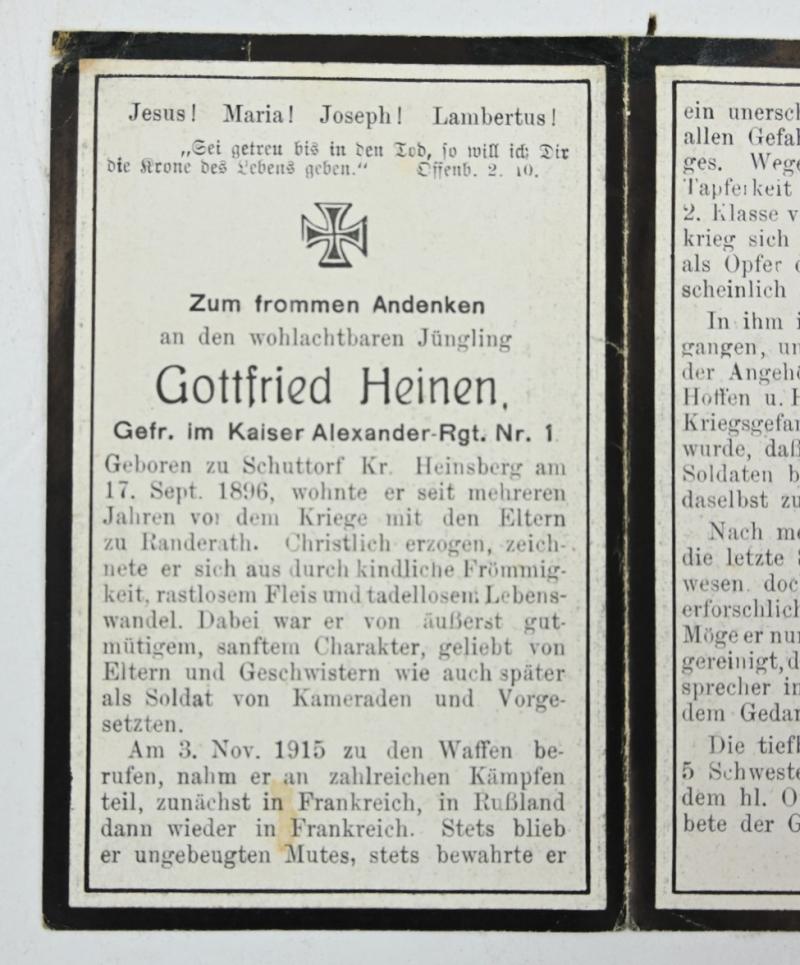 Jesus! Maria! Joseph! Lambertus!
„Sei getreu bis in den Tod, so will ich Dir
die Krone des Lebens geben.“ Offenb. 2. 10.
Zum frommen Andenken
an den wohlachtbaren Jüngling
Gottfried Heinen,
Gefr. im Kaiser Alexander-Rgt. Nr. 1
Geboren zu Schuttorf Kr. Heinsberg am
17. Sept. 1896, wohnte er seit mehreren
Jahren vor dem Kriege mit den Eltern
zu Randerath. Christlich erzogen, zeich-
nete er sich aus durch kindliche Frömmig-
keit, rastlosem Fleis und tadellosem Lebens-
wandel. Dabei war er von äußerst gut-
mütigem, sanftem Charakter, geliebt von
Eltern und Geschwistern wie auch später
als Soldat von Kameraden und Vorge-
setzten.
Am 3. Nov. 1915 zu den Waffen be-
rufen, nahm er an zahlreichen Kämpfen
teil, zunächst in Frankreich, in Rußland
dann wieder in Frankreich. Stets blieb
er ungebeugten Mutes, stets bewahrte er
ein unersch
allen Gefah
ges. Wege
Tapferkeit
2. Klasse v
krieg sich
als Opfer
scheinlich
In ihm i
gangen, un
der Angehö
Hoffen u. H
Kriegsgefan
wurde, daß
Soldaten b
daselbst zu
Nach me
die letzte
wesen. doc
erforschlich
Möge er nur
gereinigt, d
sprecher in
dem Gedan
Die tiefb
5 Schweste
dem hl. O
bete der G